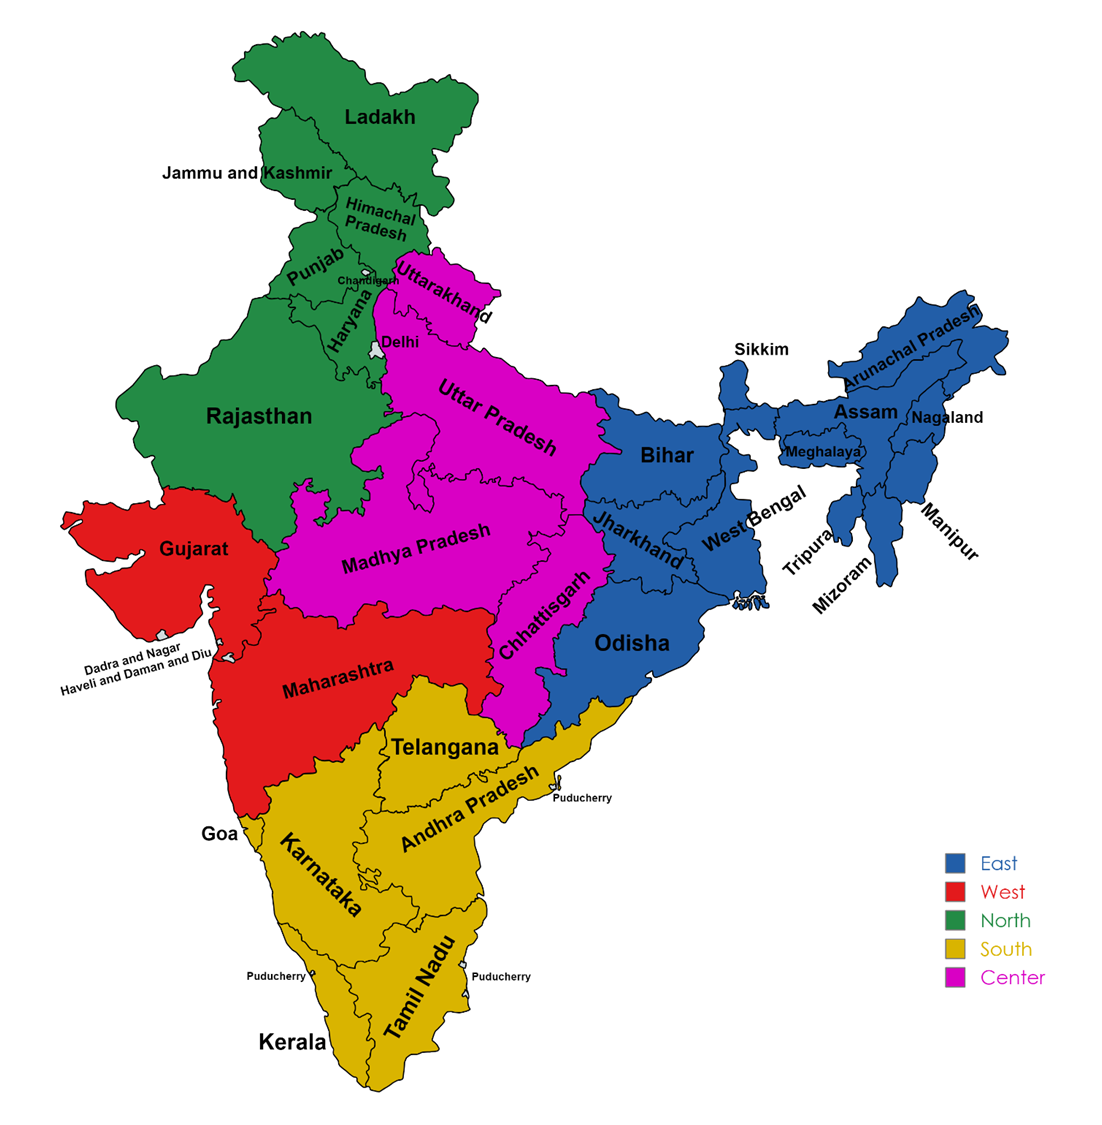 Ladakh
Jammu and Kashmir
Himachal
Pradesh
Punjab
Chandigarh
Uttarakhand
Haryana
Delhi
Sikkim
Arunachal Pradesh
Rajasthan
Uttar Pradesh
Assam
Nagaland
Bihar
Meghalaya
West Bengal
Jharkhand
Manipur
Tripura
Mizoram
Gujarat
Madhya Pradesh
Chhattisgarh
Odisha
Dadra and Nagar
Haveli and Daman and Diu
Maharashtra
Telangana
Andhra Pradesh
Puducherry
Goa
Karnataka
Puducherry
Puducherry
Tamil Nadu
Kerala
East
West
North
South
Center